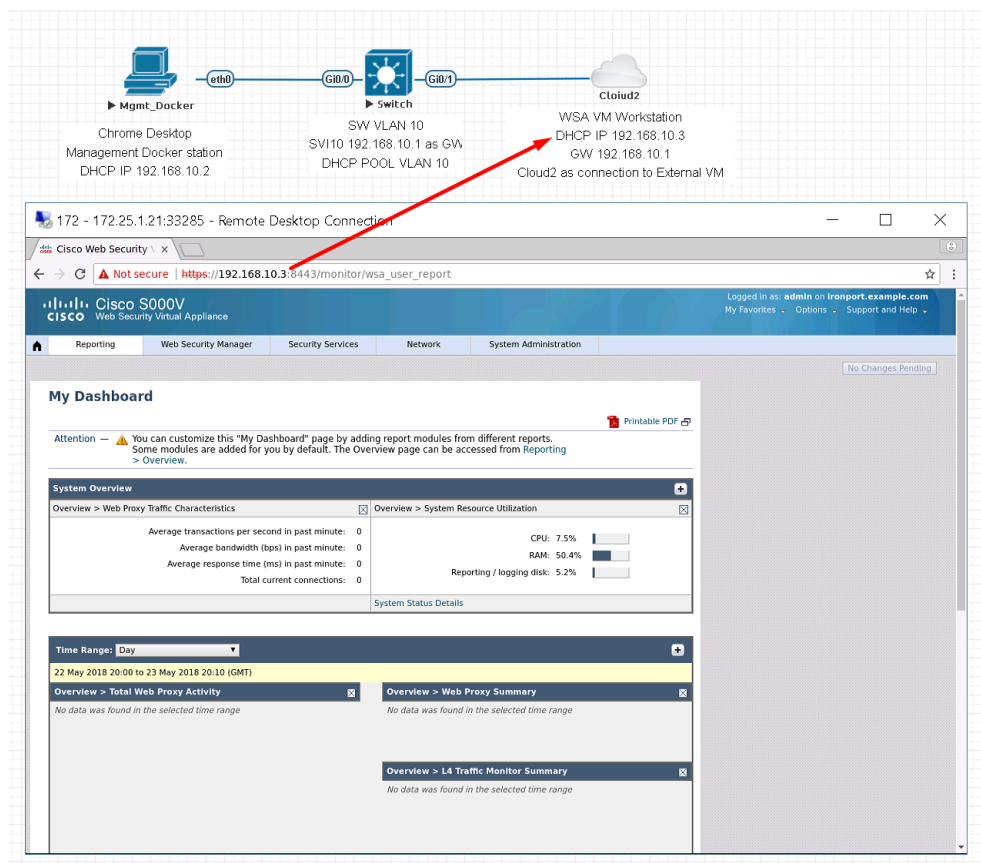 eth0
Gi0/0
Gi0/1
Mgmt_Docker
Switch
Cloiud2
Chrome Desktop
Management Docker station
DHCP IP 192.168.10.2
SW VLAN 10
SVI10 192.168.10.1 as GW
DHCP POOL VLAN 10
WSA VM Workstation
DHCP IP 192.168.10.3
GW 192.168.10.1
Cloud2 as connection to External VM
172 - 172.25.1.21:33285 - Remote Desktop Connection
Cisco Web Security V
Not secure | https://192.168.10.3:8443/monitor/wsa_user_report
CISCO
Cisco S000V
Web Security Virtual Appliance
Logged in as: admin on ironport.example.com
My Favorites Options Support and Help
Reporting Web Security Manager Security Services Network System Administration
No Changes Pending
My Dashboard
Printable PDF
Attention — You can customize this "My Dashboard" page by adding report modules from different reports.
Some modules are added for you by default. The Overview page can be accessed from Reporting
> Overview.
System Overview
Overview > Web Proxy Traffic Characteristics
Average transactions per second in past minute: 0
Average bandwidth (bps) in past minute: 0
Average response time (ms) in past minute: 0
Total current connections: 0
Overview > System Resource Utilization
CPU: 7.5%
RAM: 50.4%
Reporting / logging disk: 5.2%
System Status Details
Time Range: Day
22 May 2018 20:00 to 23 May 2018 20:10 (GMT)
Overview > Total Web Proxy Activity
No data was found in the selected time range
Overview > Web Proxy Summary
No data was found in the selected time range
Overview > L4 Traffic Monitor Summary
No data was found in the selected time range